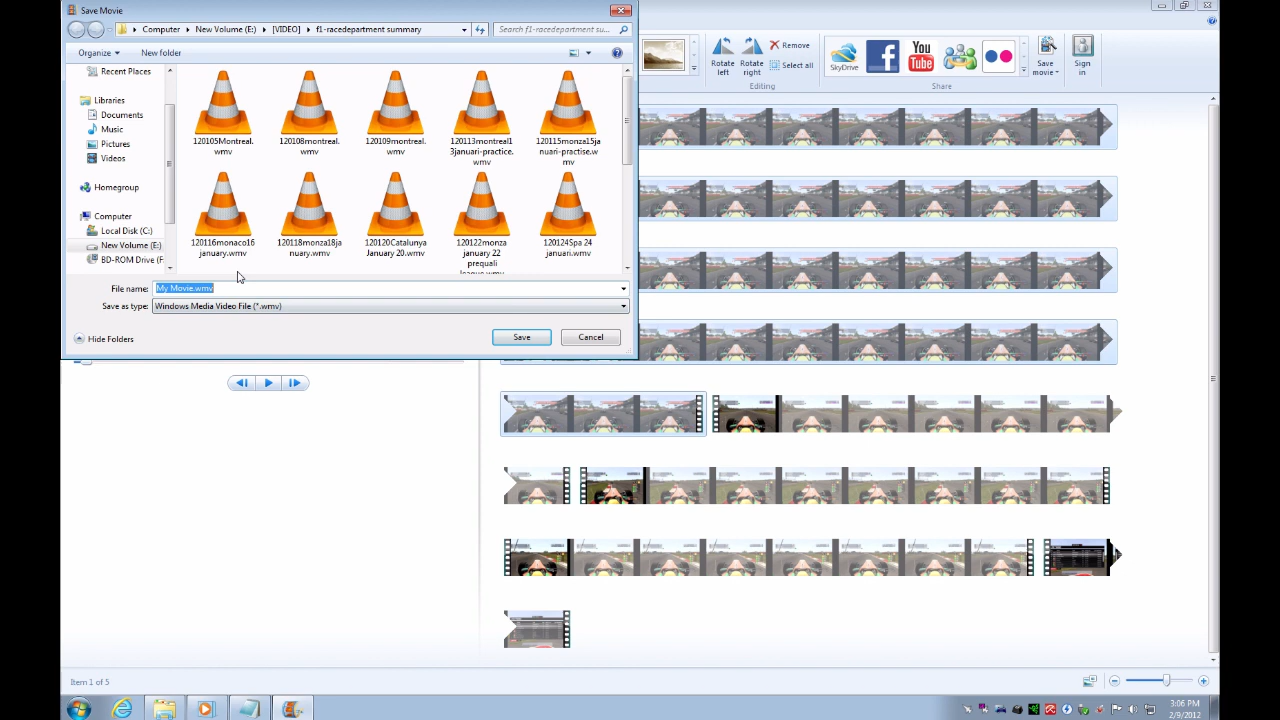 Save Movie
Computer New Volume (E:) [VIDEO] f1-racedepartment summary
Search f1-racedepartment su...
Organize New folder
Recent Places
Libraries
Documents
Music
Pictures
Videos
Homegroup
Computer
Local Disk (C:)
New Volume (E:)
BD-ROM Drive (F
120105Montreal.
wmv
120108montreal.
wmv
120109montreal.
wmv
120113montreal1
3januari-practice.
wmv
120115monza15ja
nuari-practise.w
mv
120116monaco16
january.wmv
120118monza18ja
nuary.wmv
120120Catalunya
January 20.wmv
120122monza
january 22
prequali
league.wmv
120124Spa 24
januari.wmv
File name: My Movie.wmv
Save as type: Windows Media Video File (*.wmv)
Hide Folders
Save
Cancel
Rotate
left
Rotate
right
Remove
Select all
Editing
SkyDrive
f
You
Tube
Save
movie
Sign
in
Share
Item 1 of 5
3:06 PM
2/9/2012